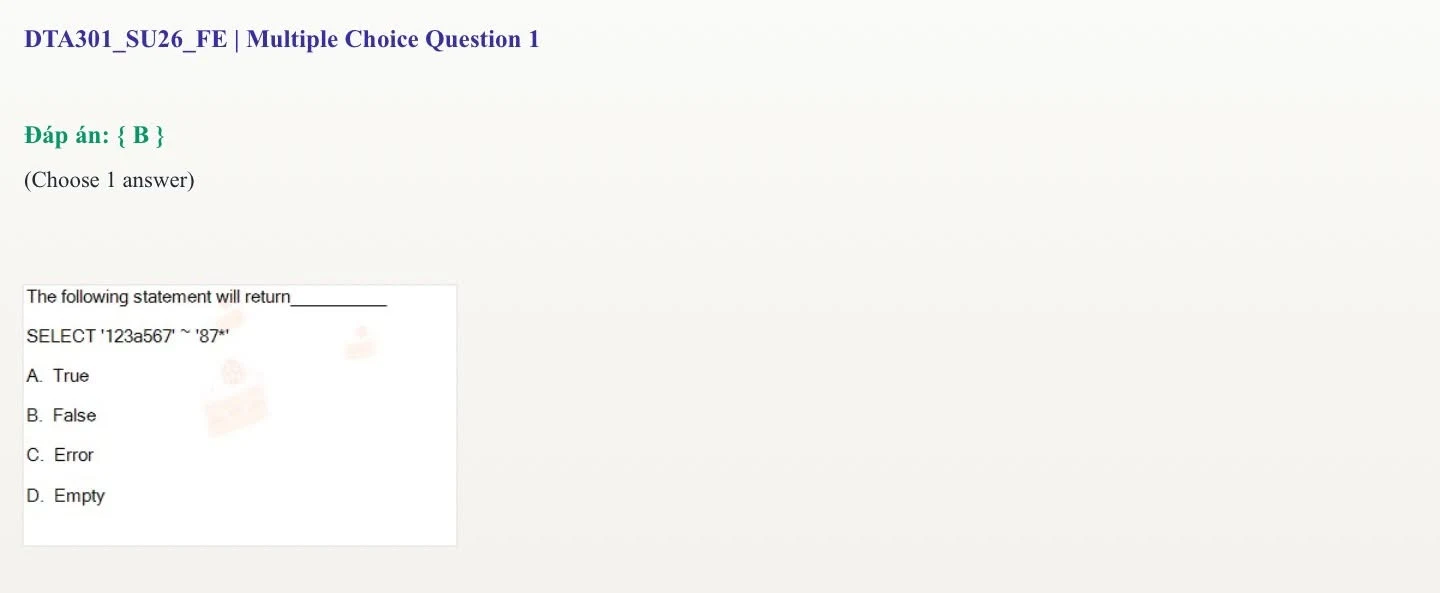 DTA301_SU26_FE | Multiple Choice Question 1
Đáp án: { B }
(Choose 1 answer)
The following statement will return__________
SELECT '123a567' ~ '87*'
A. True
B. False
C. Error
D. Empty